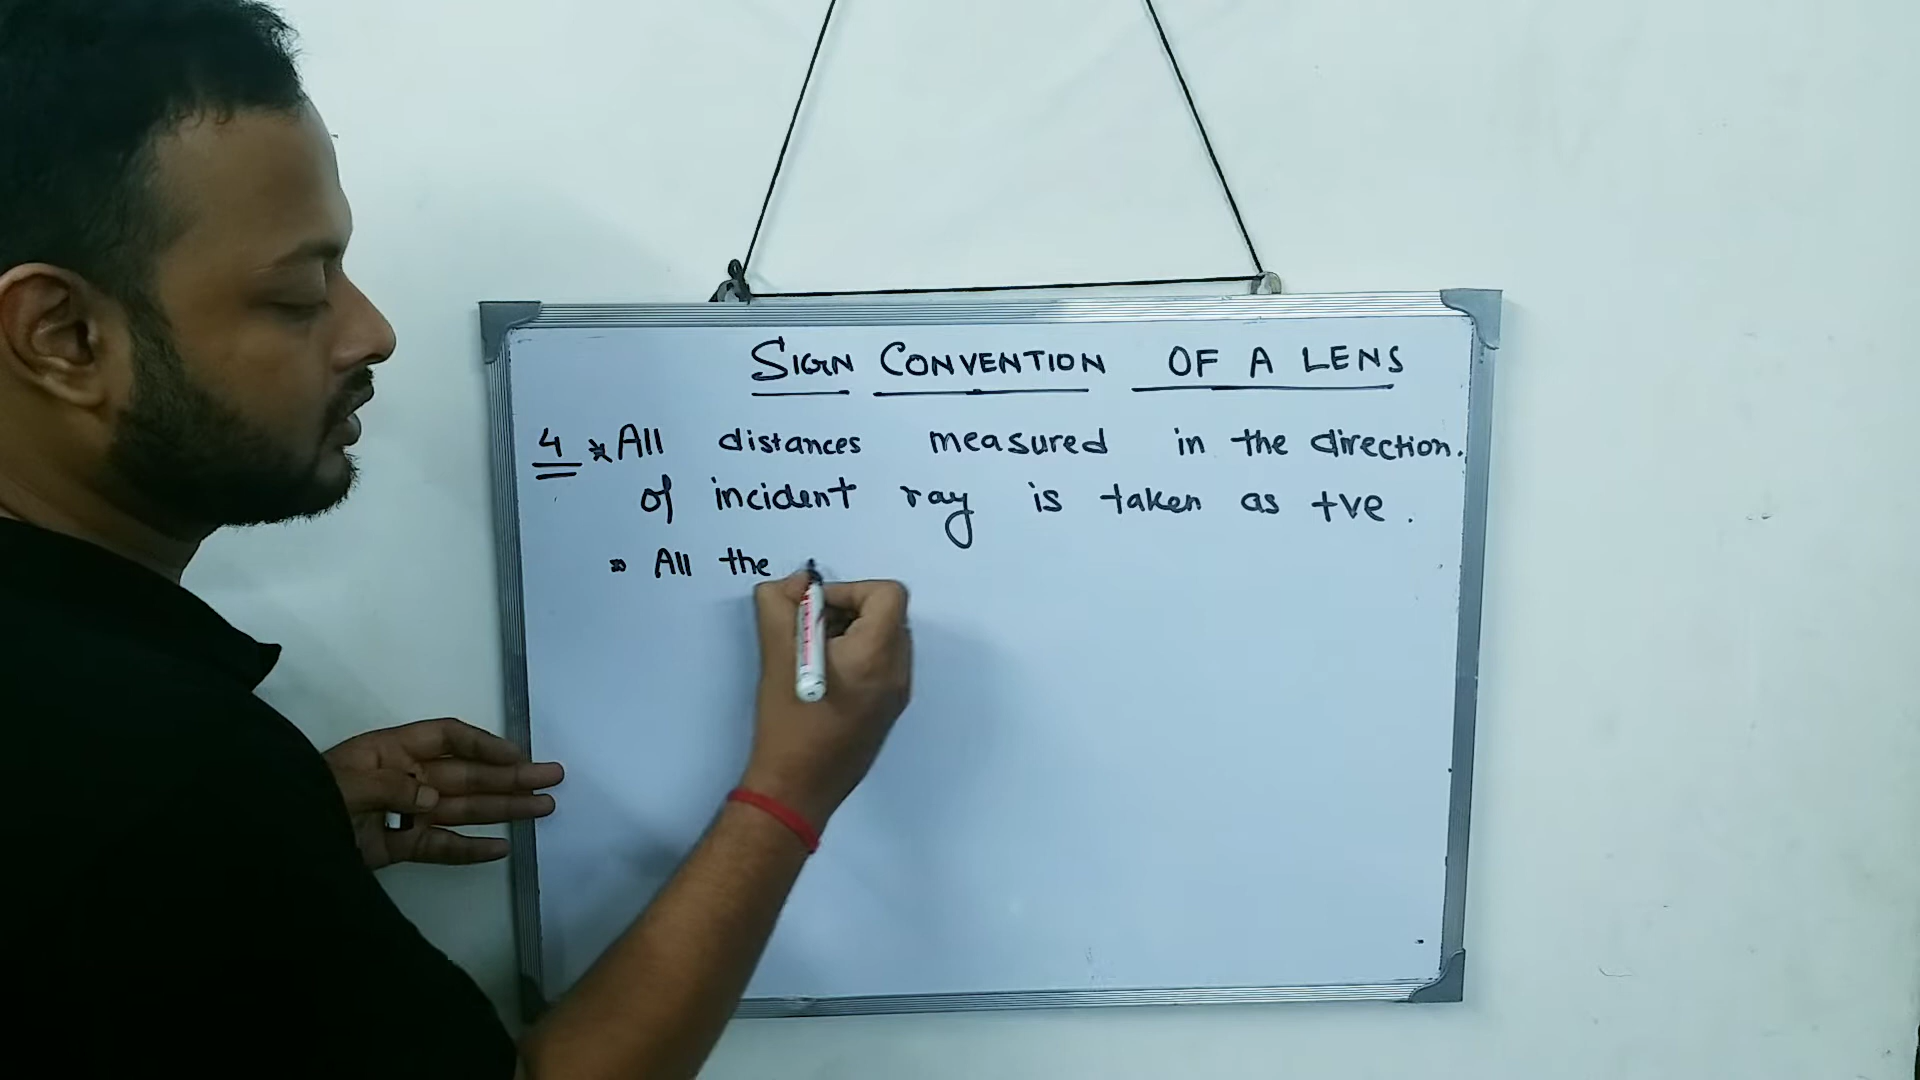 SIGN CONVENTION OF A LENS
4 * All distances measured in the direction.
of incident ray is taken as +ve.
* All the